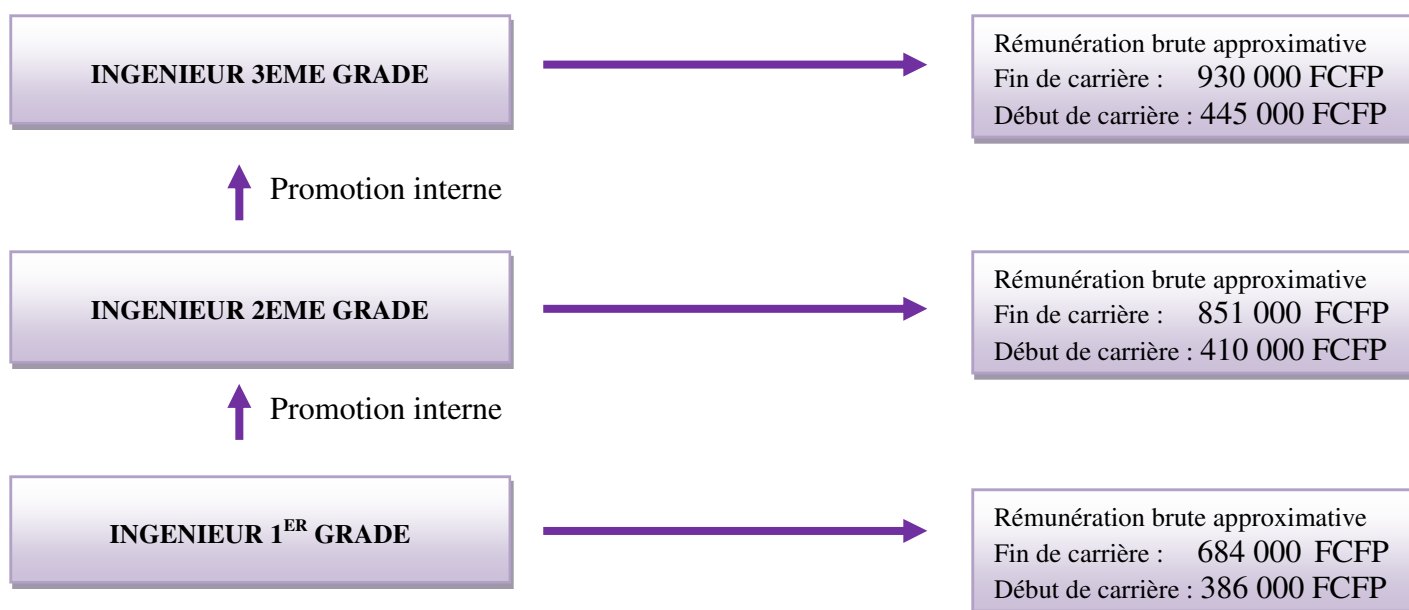 INGENIEUR 3EME GRADE
Rémunération brute approximative
Fin de carrière : 930 000 FCFP
Début de carrière : 445 000 FCFP
Promotion interne
INGENIEUR 2EME GRADE
Rémunération brute approximative
Fin de carrière : 851 000 FCFP
Début de carrière : 410 000 FCFP
Promotion interne
INGENIEUR 1ER GRADE
Rémunération brute approximative
Fin de carrière : 684 000 FCFP
Début de carrière : 386 000 FCFP